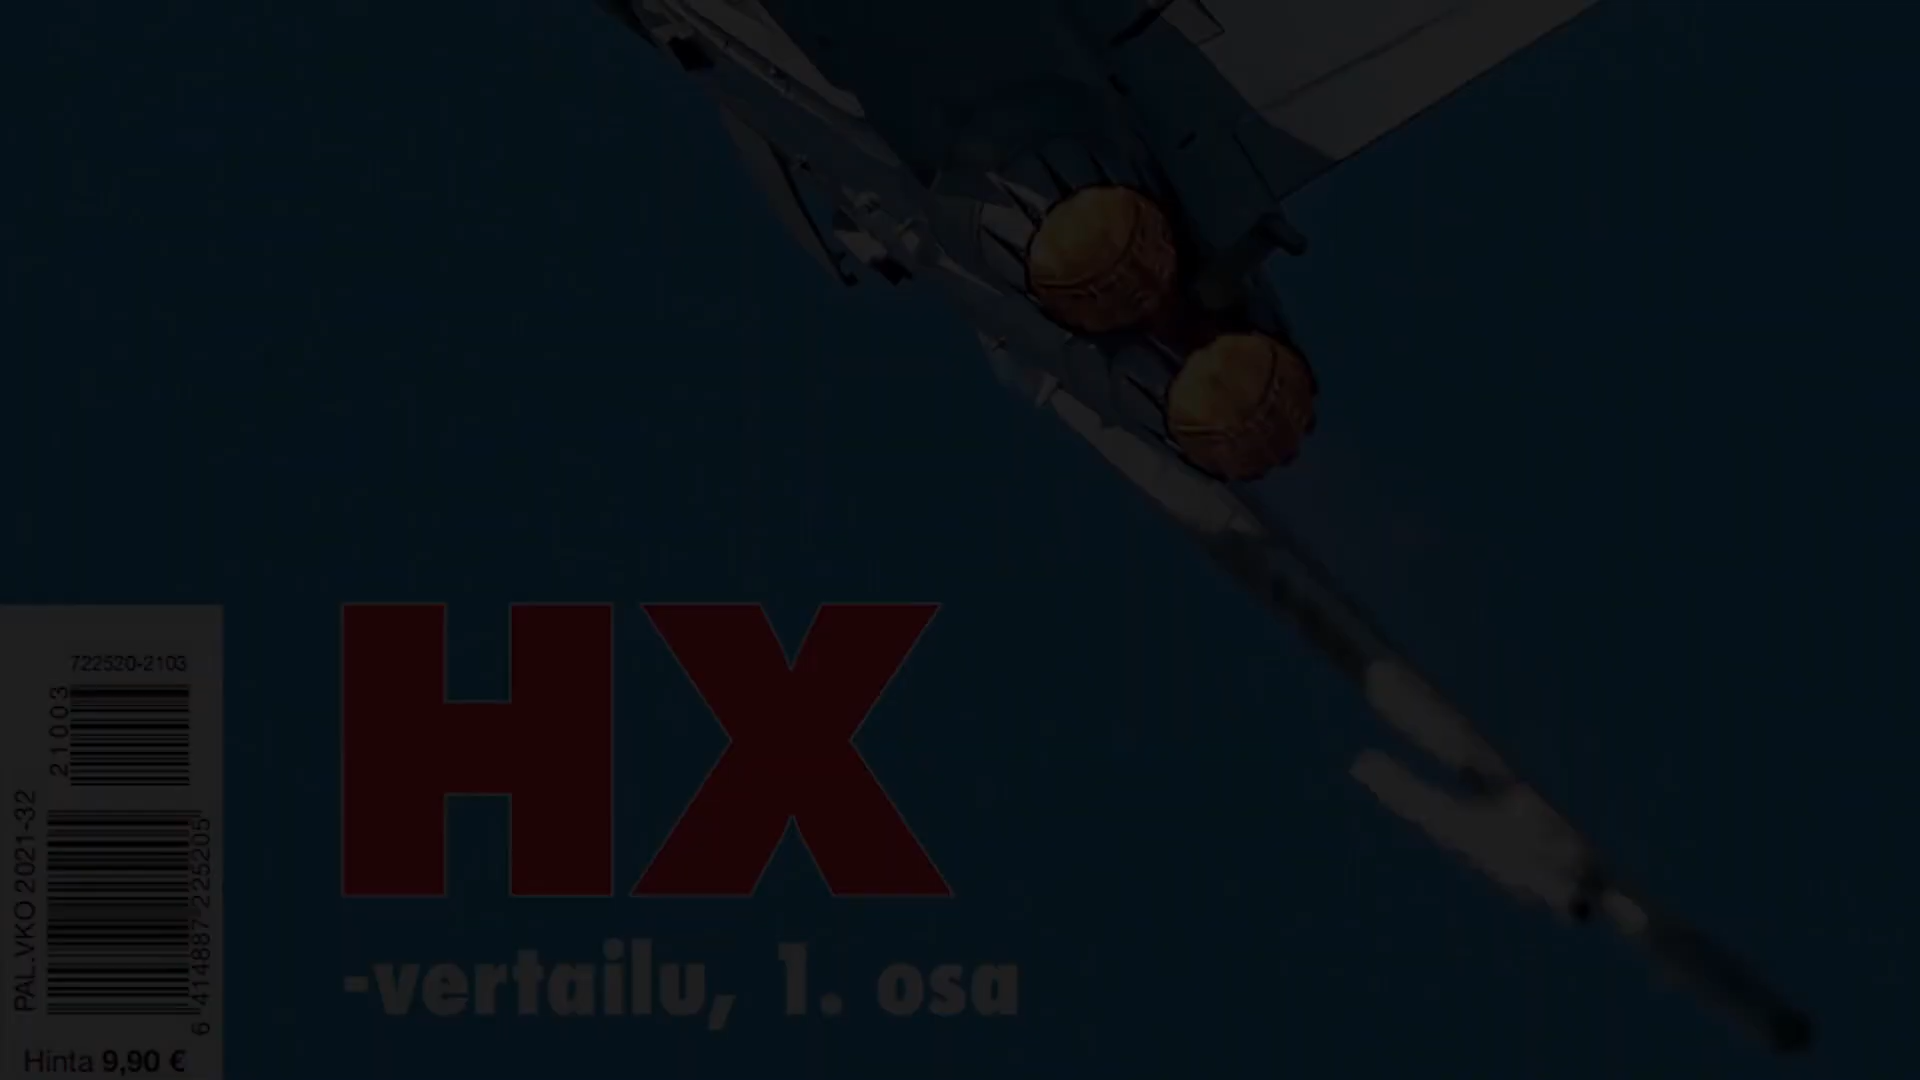 722520-2103
21003
PAL.VKO 2021-32
6 414887 225205
Hinta 9,90 €
HX
-vertailu, 1. osa